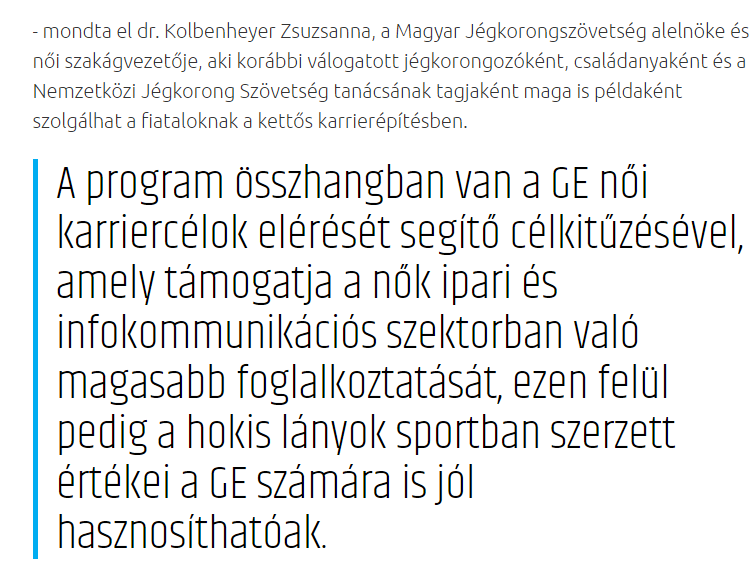 - mondta el dr. Kolbenheyer Zsuzsanna, a Magyar Jégkorongszövetség alelnöke és
női szakágvezetője, aki korábbi válogatott jégkorongozóként, családanyaként és a
Nemzetközi Jégkorong Szövetség tanácsának tagjaként maga is példaként
szolgálhat a fiataloknak a kettős karrierépítésben.
A program összhangban van a GE női
karriercélok elérését segítő célkitűzésével,
amely támogatja a nők ipari és
infokommunikációs szektorban való
magasabb foglalkoztatását, ezen felül
pedig a hokis lányok sportban szerzett
értékei a GE számára is jól
hasznosíthatóak.